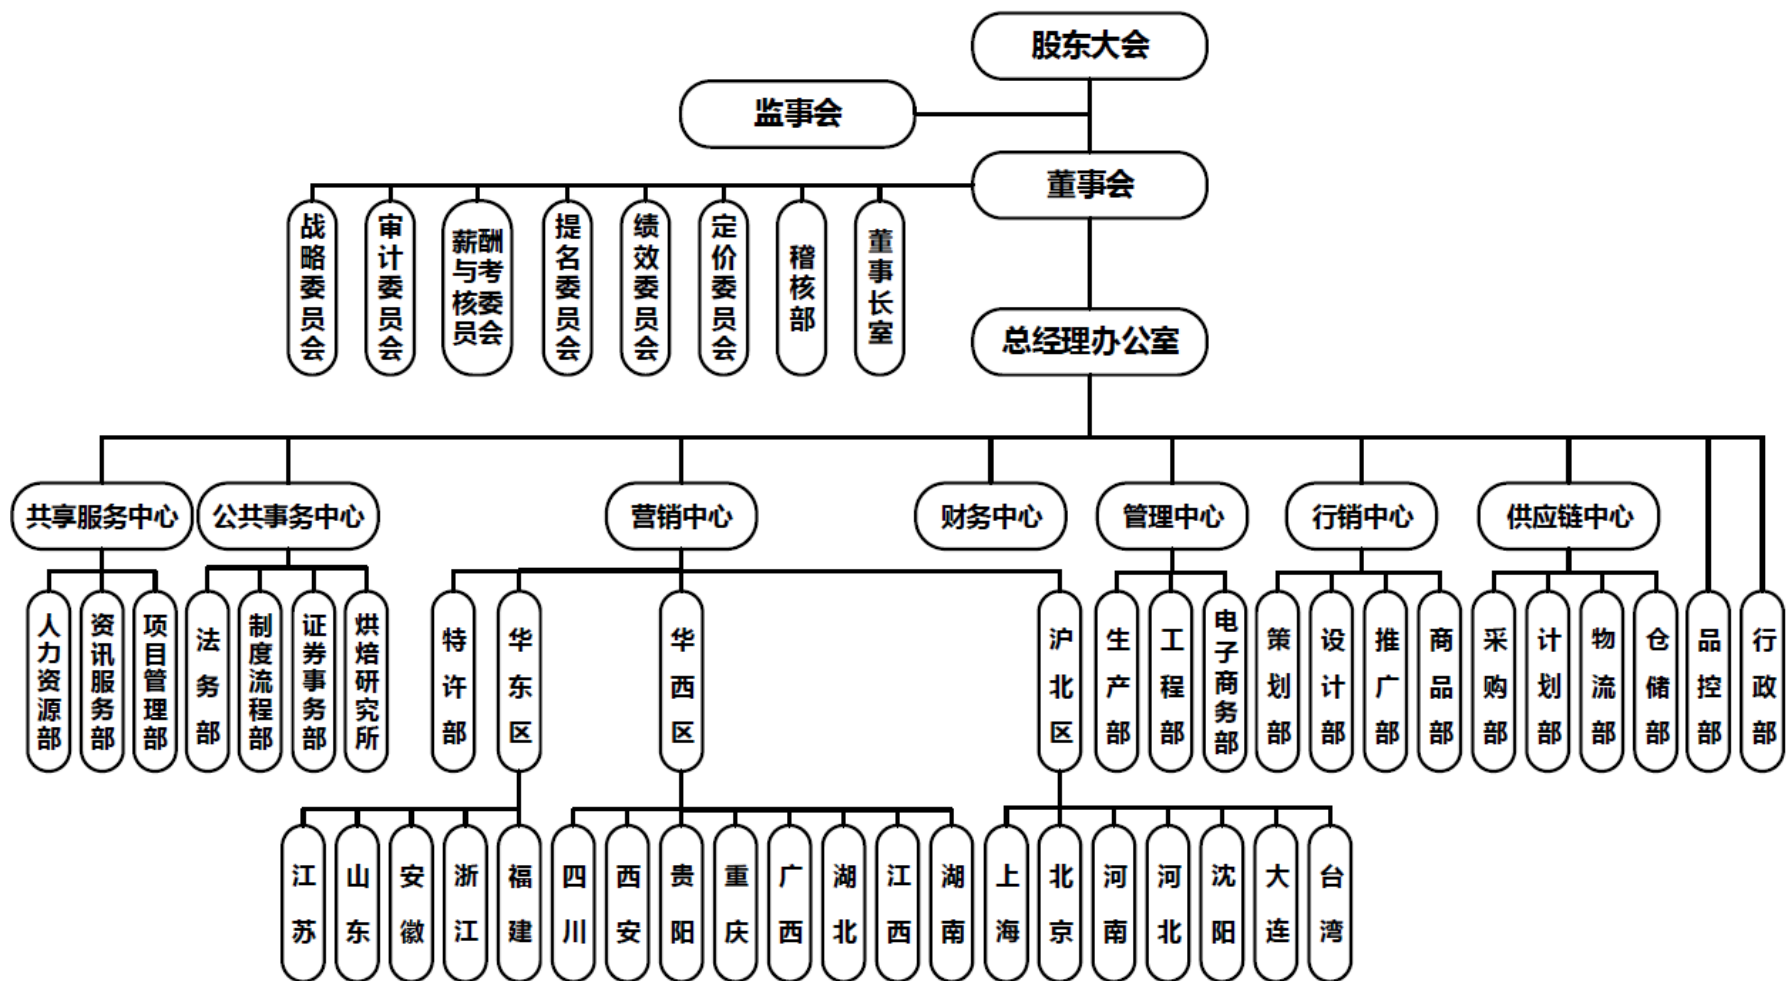 股东大会
监事会
董事会
战略委员会
审计委员会
薪酬与考核委员会
提名委员会
绩效委员会
定价委员会
稽核部
董事长室
总经理办公室
共享服务中心
公共事务中心
营销中心
财务中心
管理中心
行销中心
供应链中心
人力资源部
资讯服务部
项目管理部
法务部
制度流程部
证券事务部
烘焙研究所
特许部
华东区
华西区
沪北区
生产部
工程部
电子商务部
策划部
设计部
推广部
商品部
采购部
计划部
物流部
仓储部
品控部
行政部
江苏
山东
安徽
浙江
福建
四川
西安
贵阳
重庆
广西
湖北
江西
湖南
上海
北京
河南
河北
沈阳
大连
台湾